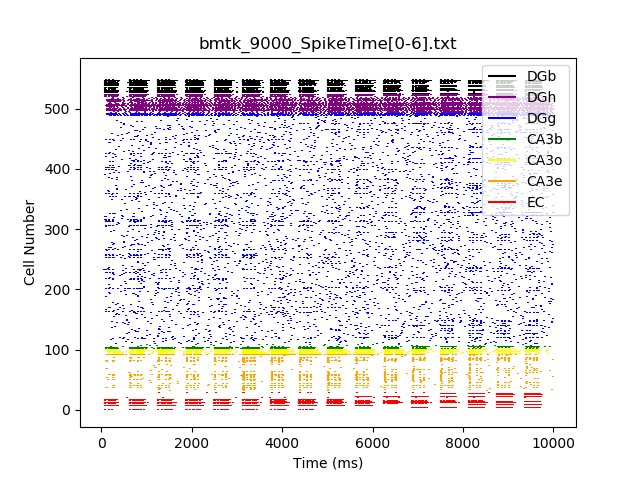 bmtk_9000_SpikeTime[0-6].txt
DGb
DGh
DGg
CA3b
CA3o
CA3e
EC
Cell Number
500
400
300
200
100
0
0 2000 4000 6000 8000 10000
Time (ms)